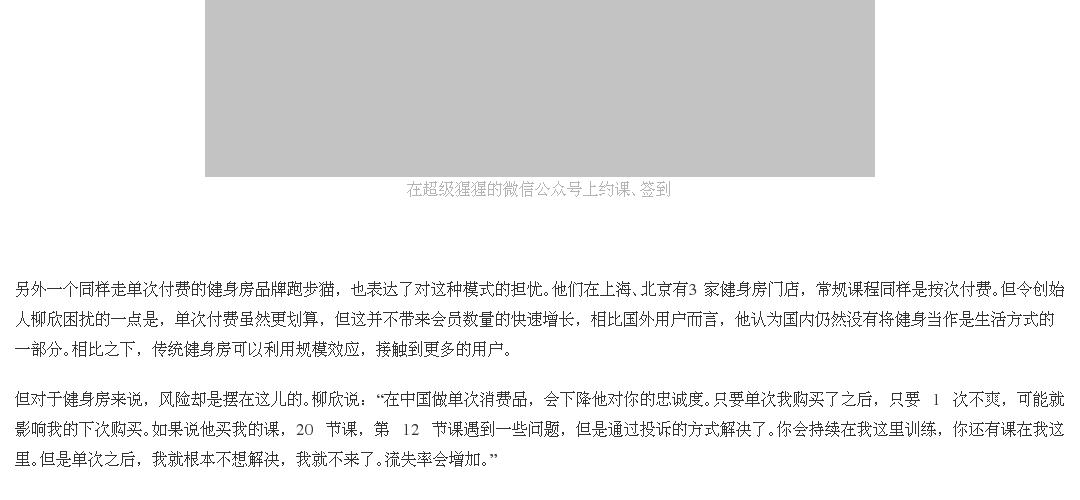 在超级猩猩的微信公众号上约课、签到
另外一个同样走单次付费的健身房品牌跑步猫，也表达了对这种模式的担忧。他们在上海、北京有3 家健身房门店，常规课程同样是按次付费。但令创始
人柳欣困扰的一点是，单次付费虽然更划算，但这并不带来会员数量的快速增长，相比国外用户而言，他认为国内仍然没有将健身当作是生活方式的
一部分。相比之下，传统健身房可以利用规模效应，接触到更多的用户。
但对于健身房来说，风险却是摆在这儿的。柳欣说：“在中国做单次消费品，会下降他对你的忠诚度。只要单次我购买了之后，只要 1 次不爽，可能就
影响我的下次购买。如果说他买我的课，20 节课，第 12 节课遇到一些问题，但是通过投诉的方式解决了。你会持续在我这里训练，你还有课在我这
里。但是单次之后，我就根本不想解决，我就不来了。流失率会增加。”